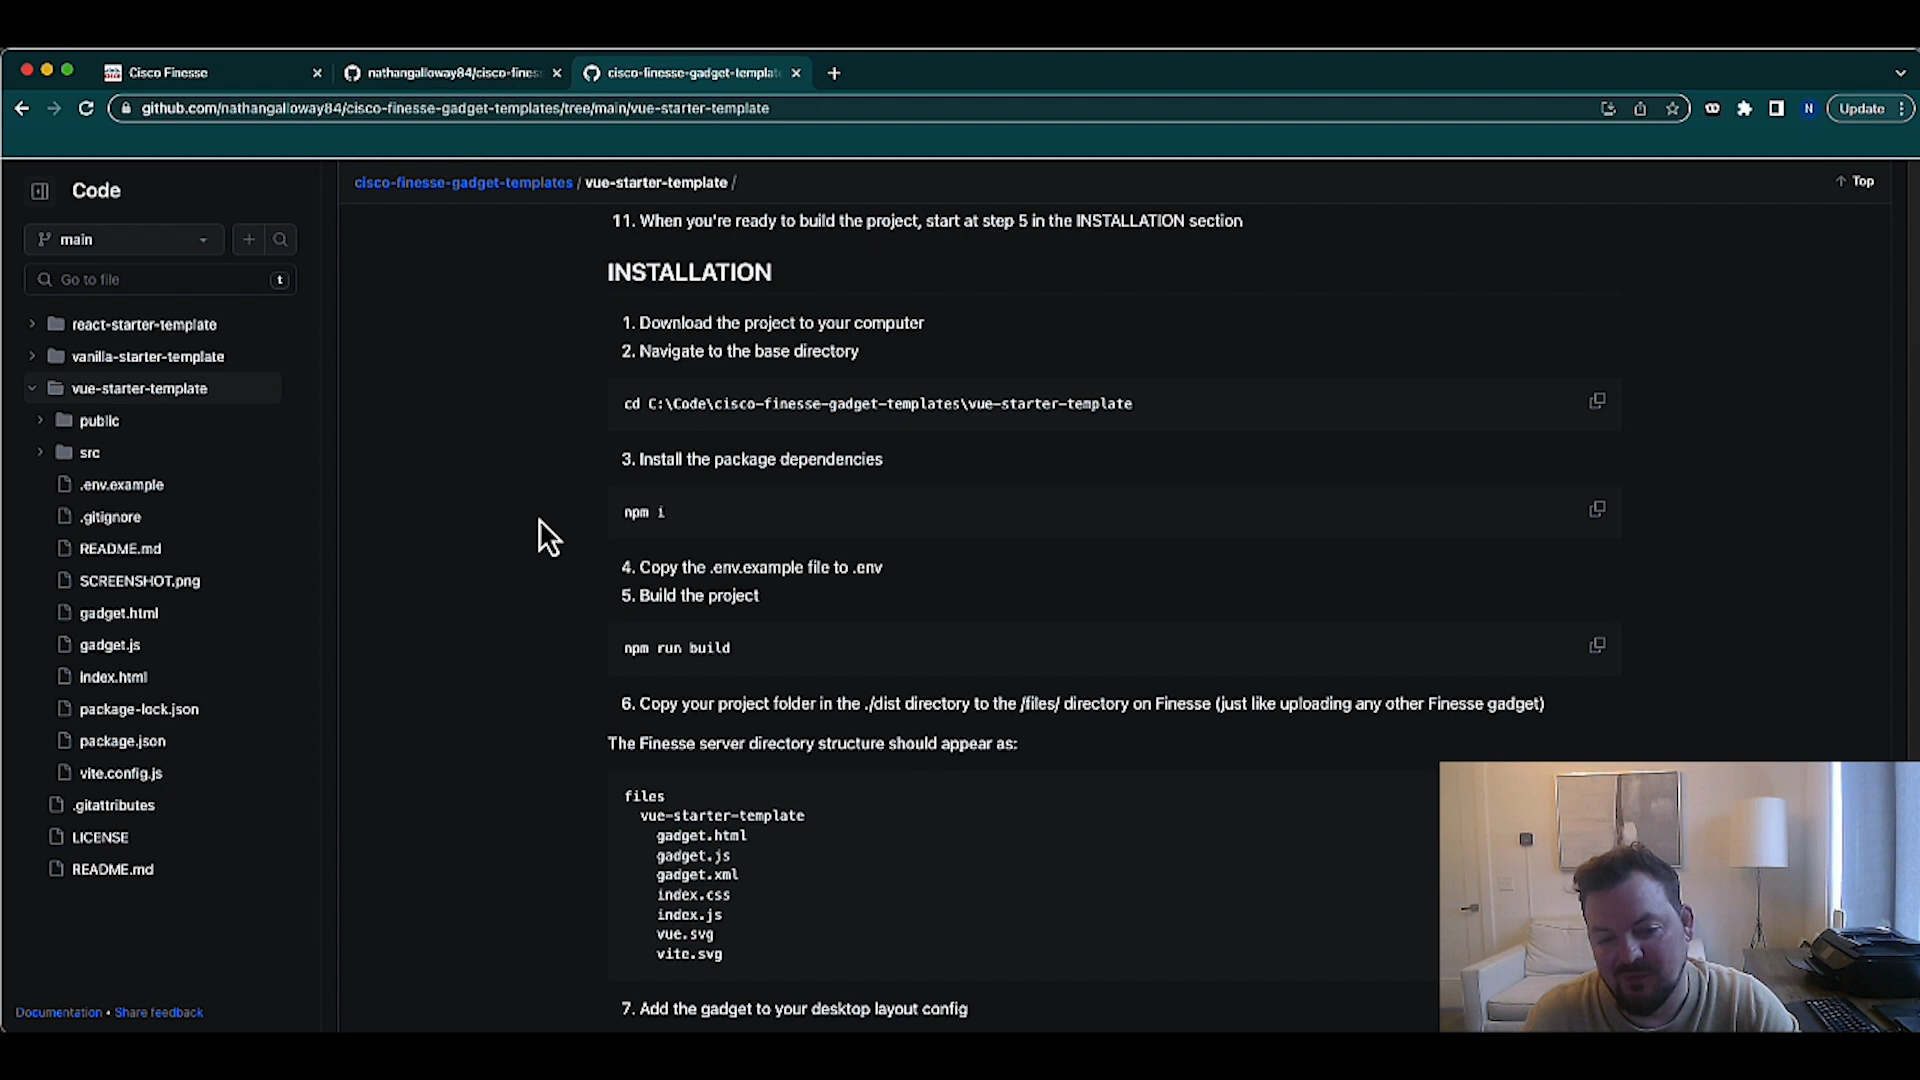 Cisco Finesse
nathangalloway84/cisco-fines
cisco-finesse-gadget-templat
github.com/nathangalloway84/cisco-finesse-gadget-templates/tree/main/vue-starter-template
N
Update
Code
main
Go to file
t
react-starter-template
vanilla-starter-template
vue-starter-template
public
src
.env.example
.gitignore
README.md
SCREENSHOT.png
gadget.html
gadget.js
index.html
package-lock.json
package.json
vite.config.js
.gitattributes
LICENSE
README.md
Documentation • Share feedback
cisco-finesse-gadget-templates / vue-starter-template /
Top
11. When you're ready to build the project, start at step 5 in the INSTALLATION section
INSTALLATION
1. Download the project to your computer
2. Navigate to the base directory
cd C:\Code\cisco-finesse-gadget-templates\vue-starter-template
3. Install the package dependencies
npm i
4. Copy the .env.example file to .env
5. Build the project
npm run build
6. Copy your project folder in the ./dist directory to the /files/ directory on Finesse (just like uploading any other Finesse gadget)
The Finesse server directory structure should appear as:
files
vue-starter-template
gadget.html
gadget.js
gadget.xml
index.css
index.js
vue.svg
vite.svg
7. Add the gadget to your desktop layout config